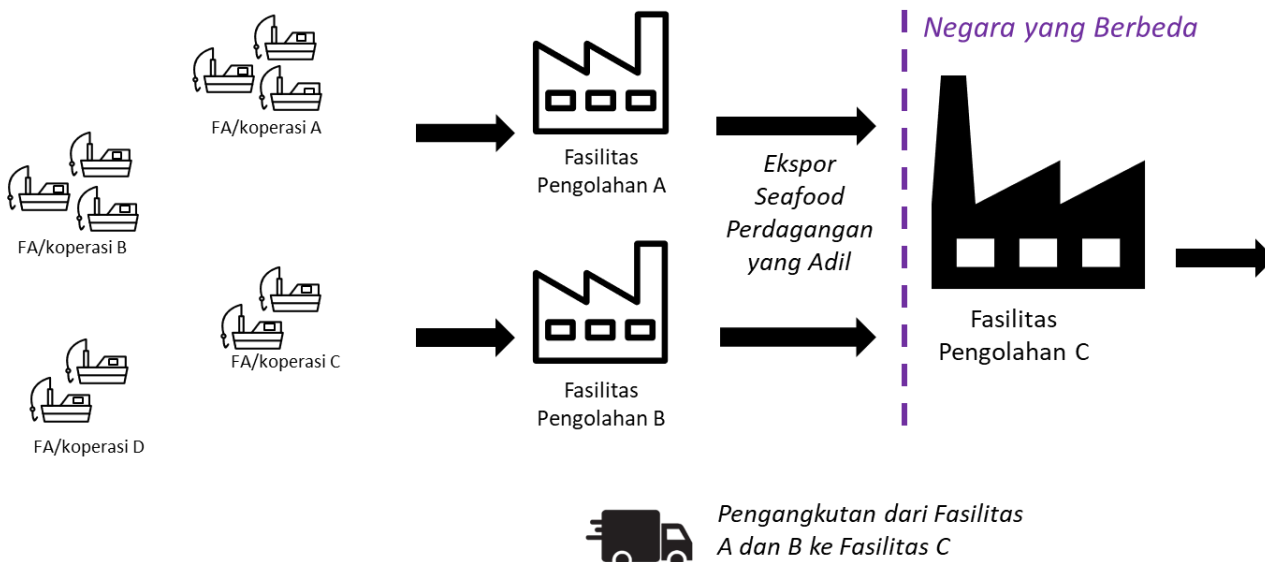 Negara yang Berbeda
FA/koperasi A
FA/koperasi B
Fasilitas
Pengolahan A
Ekspor
Seafood
Perdagangan
yang Adil
Fasilitas
Pengolahan C
FA/koperasi C
FA/koperasi D
Fasilitas
Pengolahan B
Pengangkutan dari Fasilitas
A dan B ke Fasilitas C